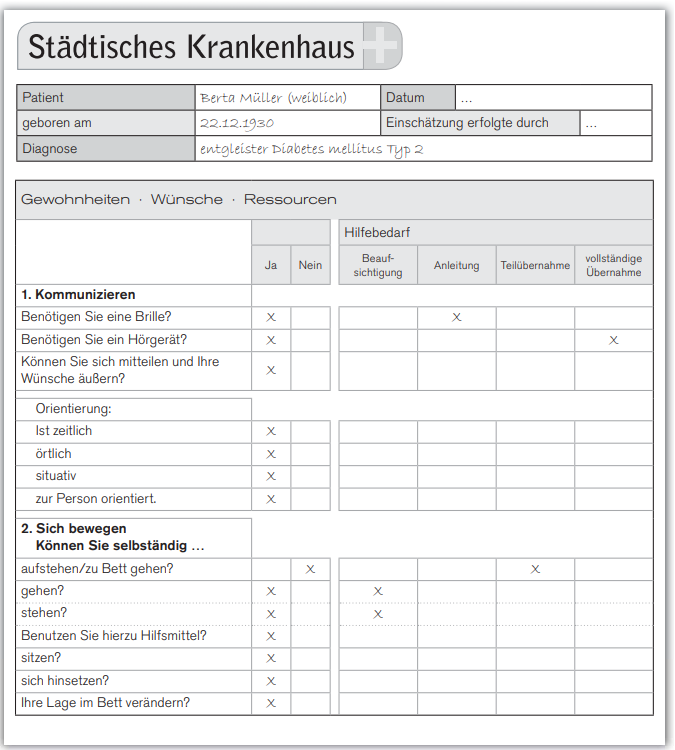 Städtisches Krankenhaus
Patient Berta Müller (weiblich) Datum ...
geboren am 22.12.1930 Einschätzung erfolgte durch ...
Diagnose entgleister Diabetes mellitus Typ 2
Gewohnheiten · Wünsche · Ressourcen
Hilfebedarf
Ja Nein Beauf-
sichtigung Anleitung Teilübernahme vollständige
Übernahme
1. Kommunizieren
Benötigen Sie eine Brille? X X
Benötigen Sie ein Hörgerät? X X
Können Sie sich mitteilen und Ihre
Wünsche äußern? X
Orientierung:
Ist zeitlich X
örtlich X
situativ X
zur Person orientiert. X
2. Sich bewegen
Können Sie selbständig ...
aufstehen/zu Bett gehen? X X
gehen? X X
stehen? X X
Benutzen Sie hierzu Hilfsmittel? X
sitzen? X
sich hinsetzen? X
Ihre Lage im Bett verändern? X